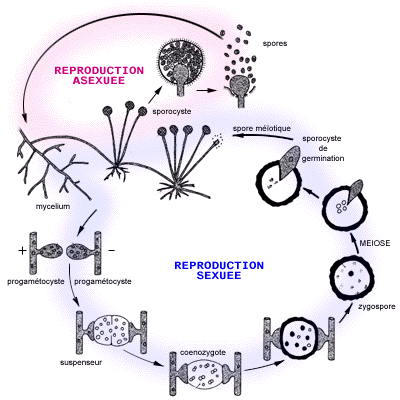 spores
REPRODUCTION
ASEXUEE
sporocyste
spore méiotique
sporocyste
de
germination
mycelium
+
−
progamétocyste
progamétocyste
REPRODUCTION
SEXUEE
MEIOSE
zygospore
suspenseur
coenozygote